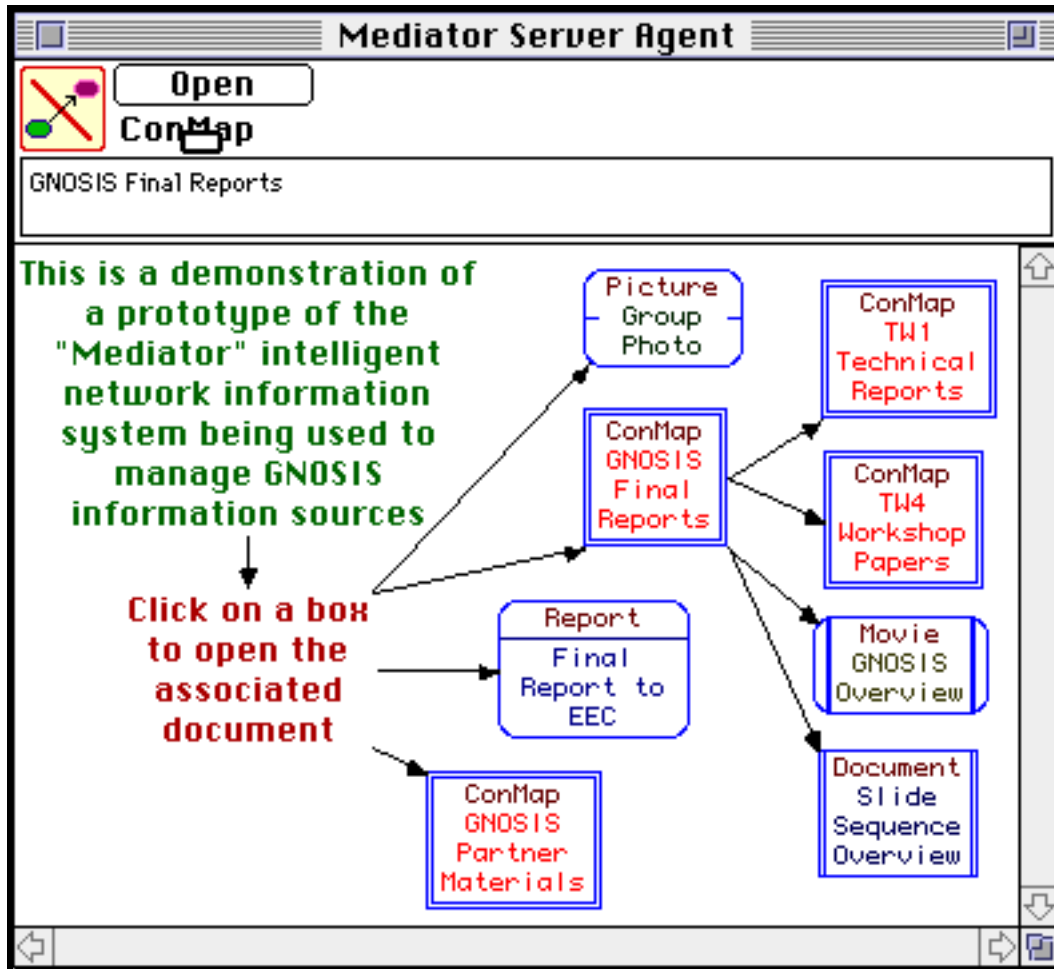 Mediator Server Agent
Open
ConMap
GNOSIS Final Reports
This is a demonstration of
a prototype of the
"Mediator" intelligent
network information
system being used to
manage GNOSIS
information sources
Click on a box
to open the
associated
document
Picture
Group
Photo
ConMap
GNOSIS
Final
Reports
Report
Final
Report to
EEC
ConMap
GNOSIS
Partner
Materials
ConMap
TW1
Technical
Reports
ConMap
TW4
Workshop
Papers
Movie
GNOSIS
Overview
Document
Slide
Sequence
Overview